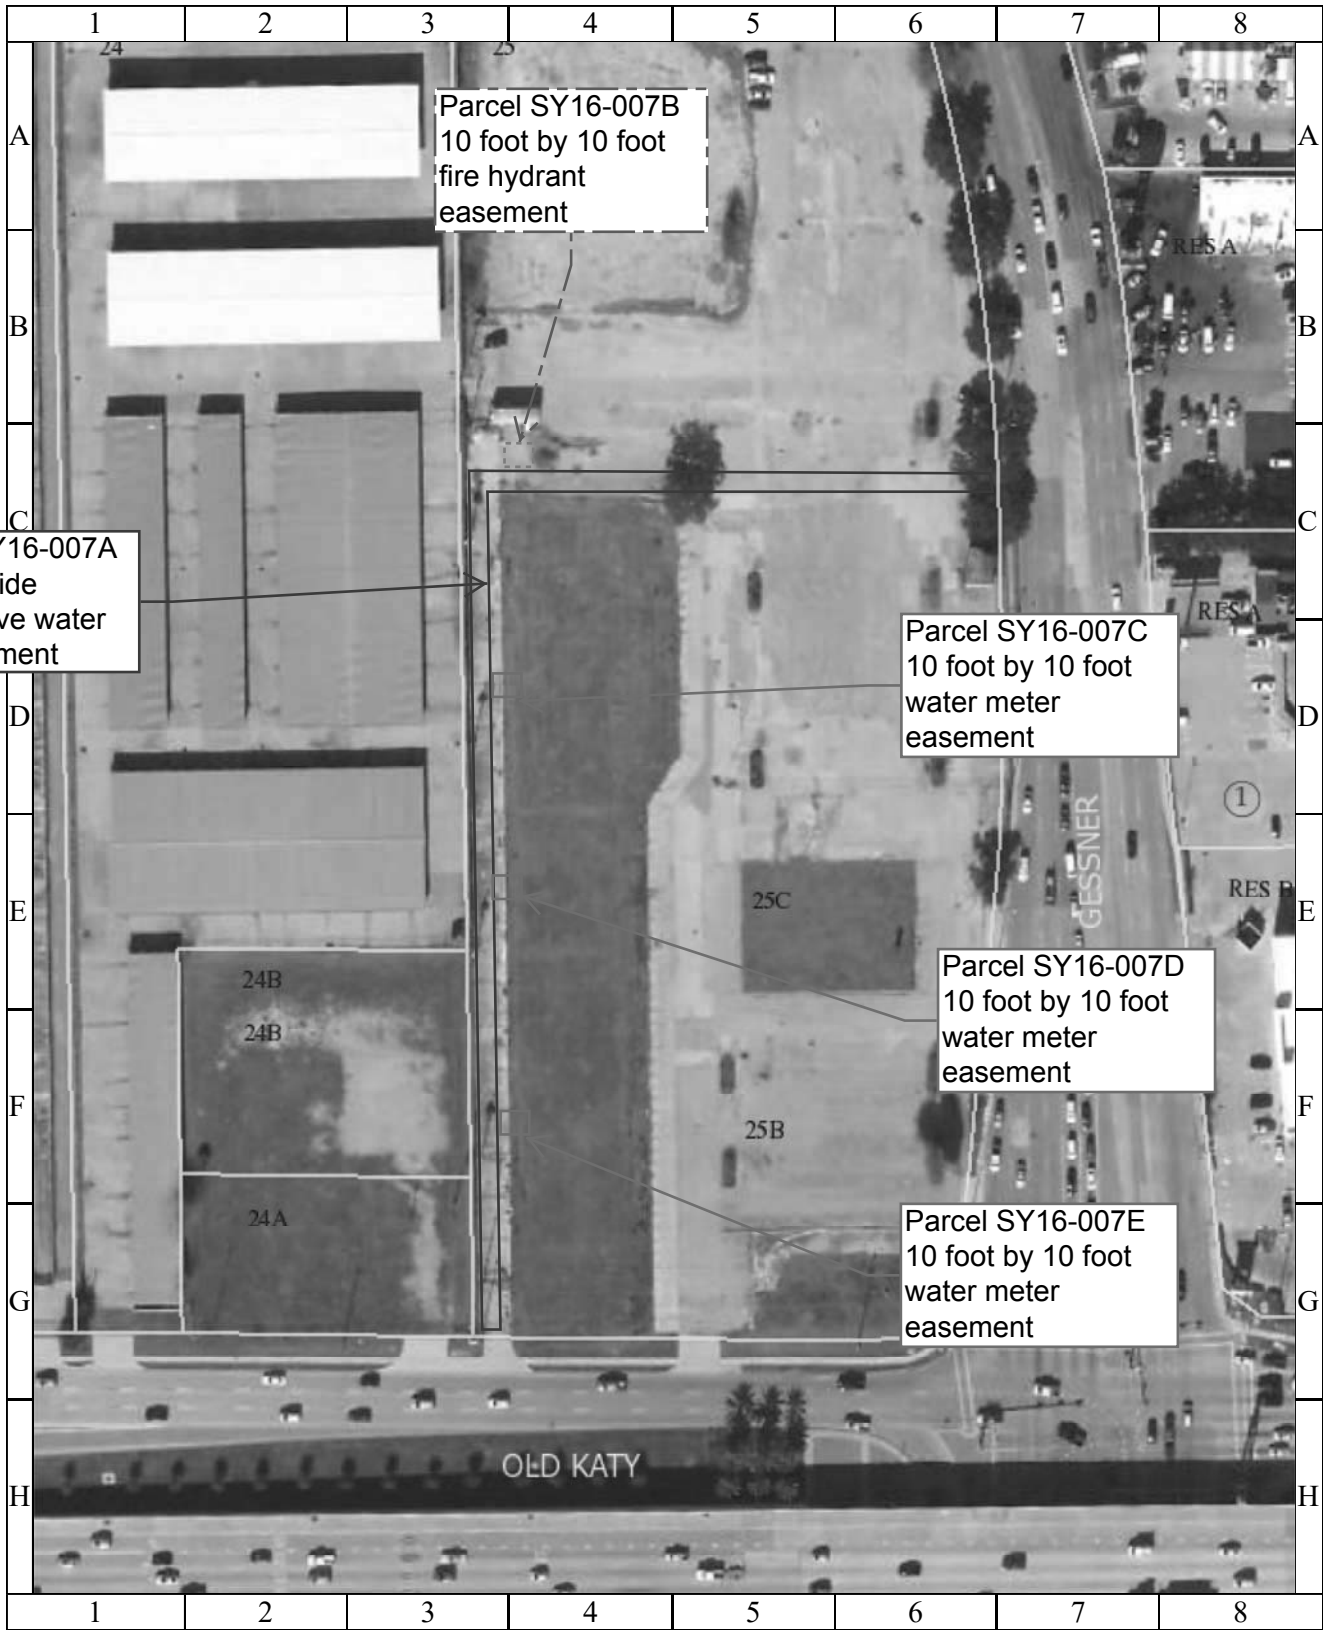 1 2 3 4 5 6 7 8
24
25
A
A
Parcel SY16-007B
10 foot by 10 foot
fire hydrant
easement
RES A
B
B
C
C
Y16-007A
ide
ve water
ment
RES A
Parcel SY16-007C
10 foot by 10 foot
water meter
easement
D
D
1
GESSNER
E
25C
RES B
E
24B
Parcel SY16-007D
10 foot by 10 foot
water meter
easement
24B
F
25B
F
24A
Parcel SY16-007E
10 foot by 10 foot
water meter
easement
G
G
OLD KATY
H
H
1 2 3 4 5 6 7 8